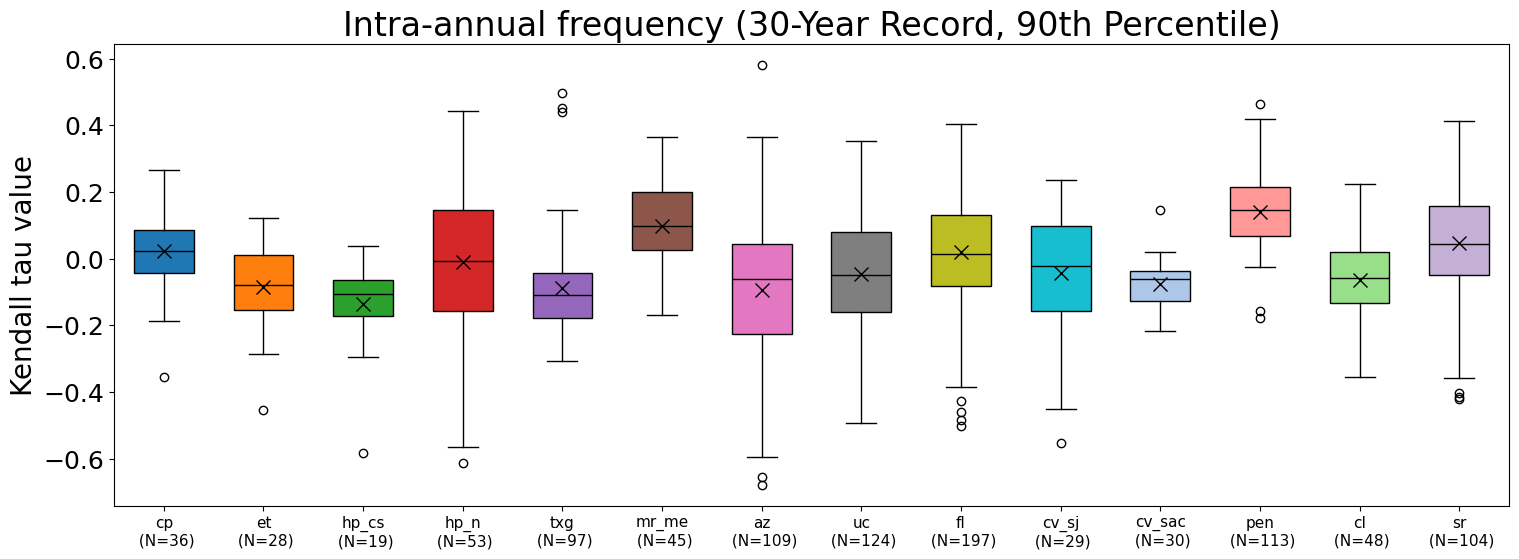 Intra-annual frequency (30-Year Record, 90th Percentile)
Kendall tau value
0.6
0.4
0.2
0.0
−0.2
−0.4
−0.6
cp et hp_cs hp_n txg mr_me az uc fl cv_sj cv_sac pen cl sr
(N=36) (N=28) (N=19) (N=53) (N=97) (N=45) (N=109) (N=124) (N=197) (N=29) (N=30) (N=113) (N=48) (N=104)